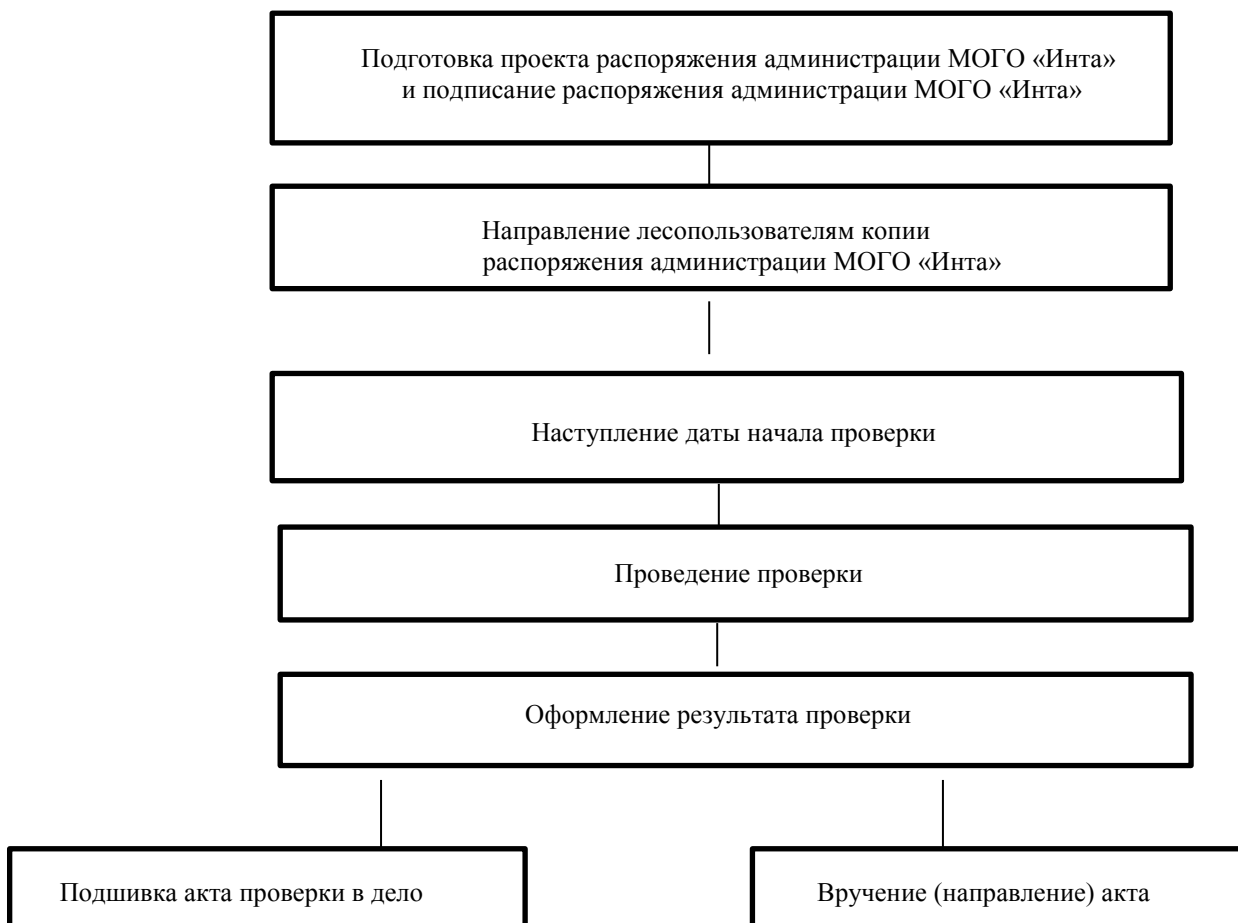 Подготовка проекта распоряжения администрации МОГО «Инта»
и подписание распоряжения администрации МОГО «Инта»
Направление лесопользователям копии
распоряжения администрации МОГО «Инта»
Наступление даты начала проверки
Проведение проверки
Оформление результата проверки
Подшивка акта проверки в дело
Вручение (направление) акта